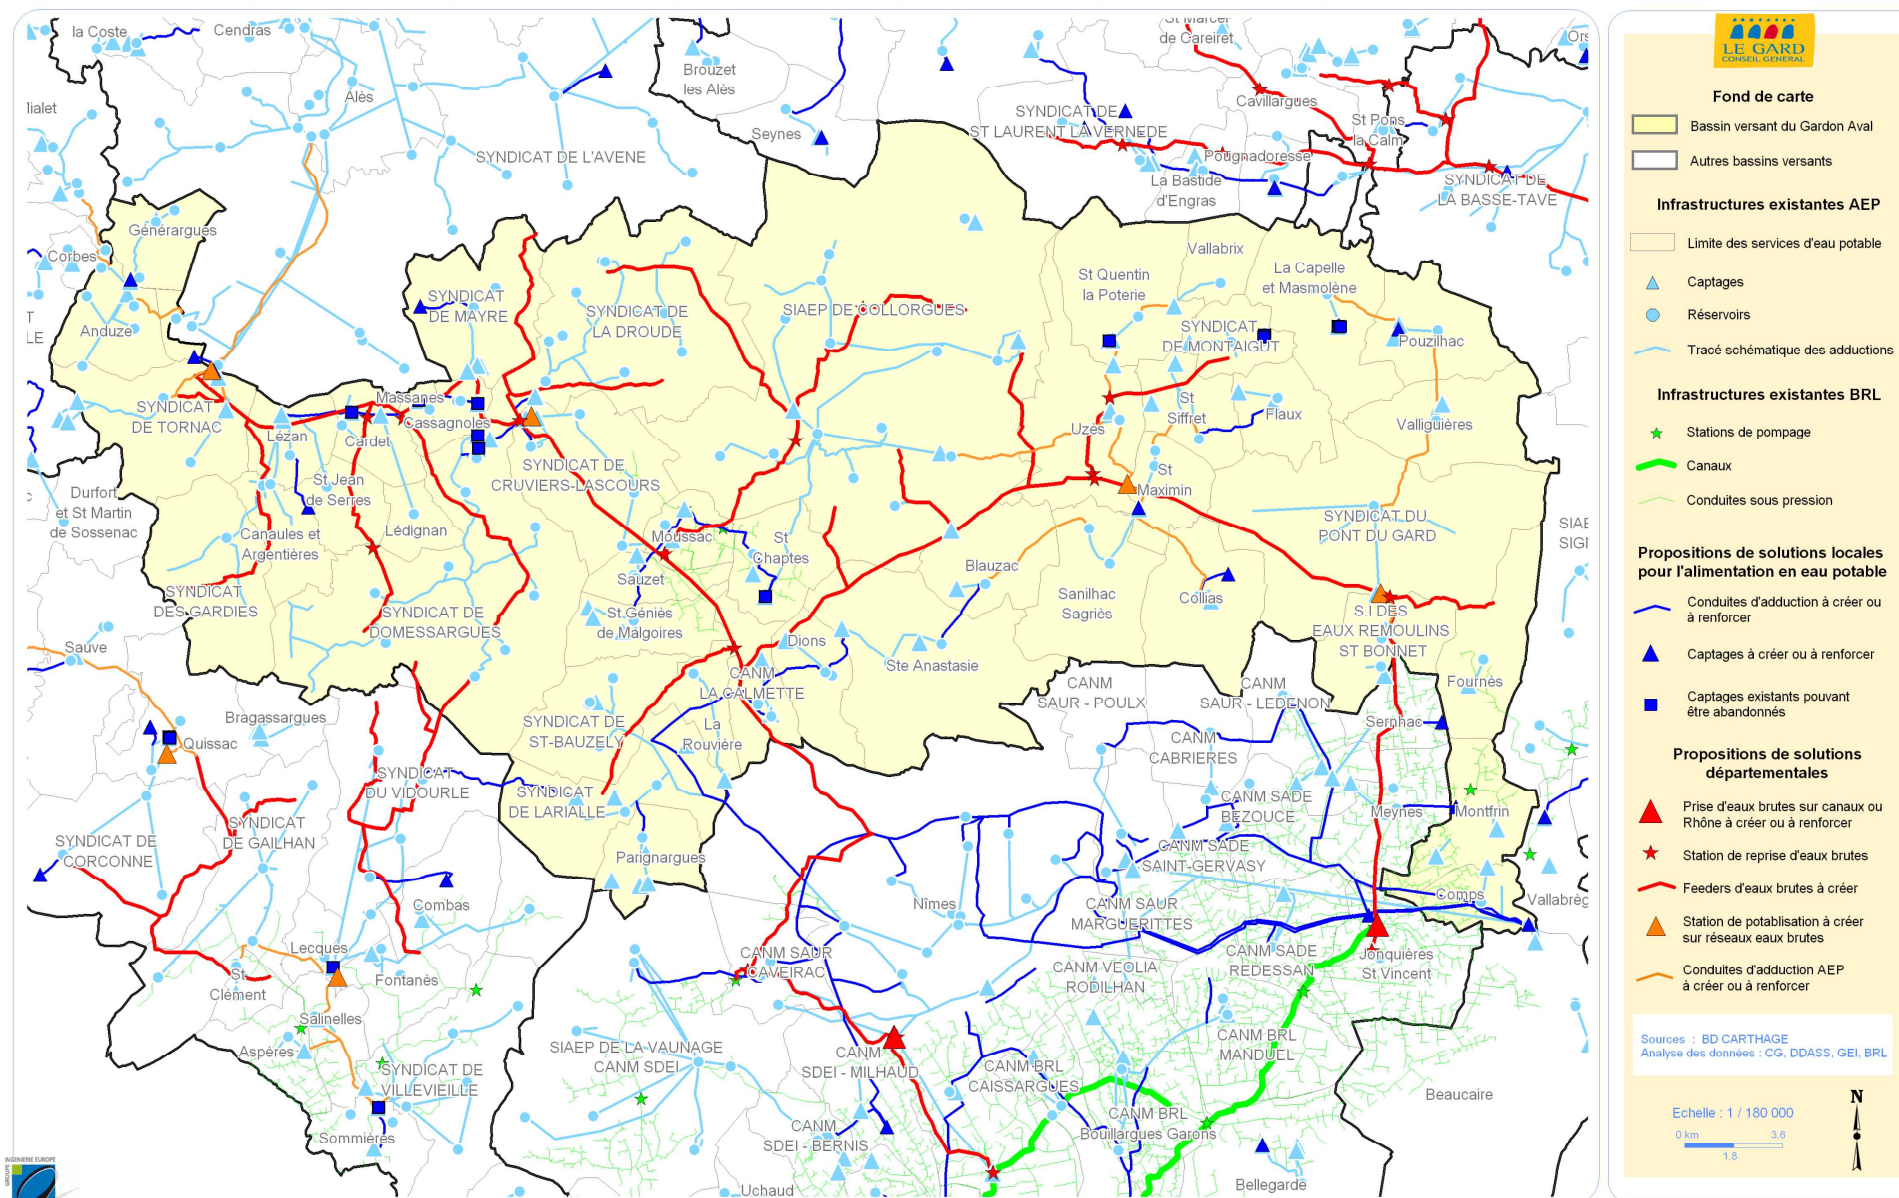 la Coste
Cendras
Alès
Brouzet
les Alès
Seynes
St Marcel
de Careiret
Cavillargues
SYNDICAT DE
ST LAURENT LA VERNEDE
St Pons
la Calm
Pougnadoresse
La Bastide
d'Engras
SYNDICAT DE
LA BASSE-TAVE
SYNDICAT DE L'AVENE
Générargues
Corbes
Anduze
SYNDICAT
DE MAYRE
SYNDICAT DE
LA DROUDE
SIAEP DE COLLORGUES
St Quentin
la Poterie
Vallabrix
La Capelle
et Masmolène
SYNDICAT
DE MONTAIGUT
Pouzilhac
SYNDICAT
DE TORNAC
Massanes
Cassagnoles
Lézan
Cardet
Uzès
St
Siffret
Flaux
Valliguières
St Jean
de Serres
SYNDICAT DE
CRUVIERS-LASCOURS
St
Maximin
Durfort
et St Martin
de Sossenac
Canaules et
Argentières
Lédignan
Moussac
St
Chaptes
SYNDICAT DU
PONT DU GARD
Sauzet
Blauzac
SYNDICAT
DES GARDIES
SYNDICAT DE
DOMESSARGUES
St Géniès
de Malgoires
Sanilhac
Sagriès
Collias
S.I DES
EAUX REMOULINS
ST BONNET
Sauve
Dions
Ste Anastasie
CANM
LA CALMETTE
CANM
SAUR - POULX
CANM
SAUR - LEDENON
Fournès
Bragassargues
Quissac
SYNDICAT DE
ST-BAUZELY
La
Rouvière
CANM
CABRIERES
Sernhac
SYNDICAT
DU VIDOURLE
SYNDICAT
DE LARIALLE
CANM SADE
BEZOUCE
Meynes
Montfrin
SYNDICAT
DE GAILHAN
SYNDICAT DE
CORCONNE
Parignargues
CANM SADE
SAINT-GERVASY
Combas
Nîmes
CANM SAUR
MARGUERITTES
Comps
Lecques
St
Clément
Fontanès
CANM SAUR
CAVEIRAC
CANM VEOLIA
RODILHAN
CANM SADE
REDESSAN
Jonquières
St Vincent
Salinelles
Aspères
SIAEP DE LA VAUNAGE
CANM SDEI
CANM
SDEI - MILHAUD
CANM BRL
MANDUEL
SYNDICAT DE
VILLEVIEILLE
CANM BRL
CAISSARGUES
Beaucaire
Sommières
CANM
SDEI - BERNIS
CANM BRL
Bouillargues Garons
Uchaud
Bellegarde
GROUPE
INGENIERIE EUROPE
LE GARD
CONSEIL GENERAL
Fond de carte
Bassin versant du Gardon Aval
Autres bassins versants
Infrastructures existantes AEP
Limite des services d'eau potable
Captages
Réservoirs
Tracé schématique des adductions
Infrastructures existantes BRL
Stations de pompage
Canaux
Conduites sous pression
Propositions de solutions locales
pour l'alimentation en eau potable
Conduites d'adduction à créer ou
à renforcer
Captages à créer ou à renforcer
Captages existants pouvant
être abandonnés
Propositions de solutions
départementales
Prise d'eaux brutes sur canaux ou
Rhône à créer ou à renforcer
Station de reprise d'eaux brutes
Feeders d'eaux brutes à créer
Station de potablisation à créer
sur réseaux eaux brutes
Conduites d'adduction AEP
à créer ou à renforcer
Sources : BD CARTHAGE
Analyse des données : CG, DDASS, GEI, BRL
Echelle : 1 / 180 000
0 km 3.6
1.8
N